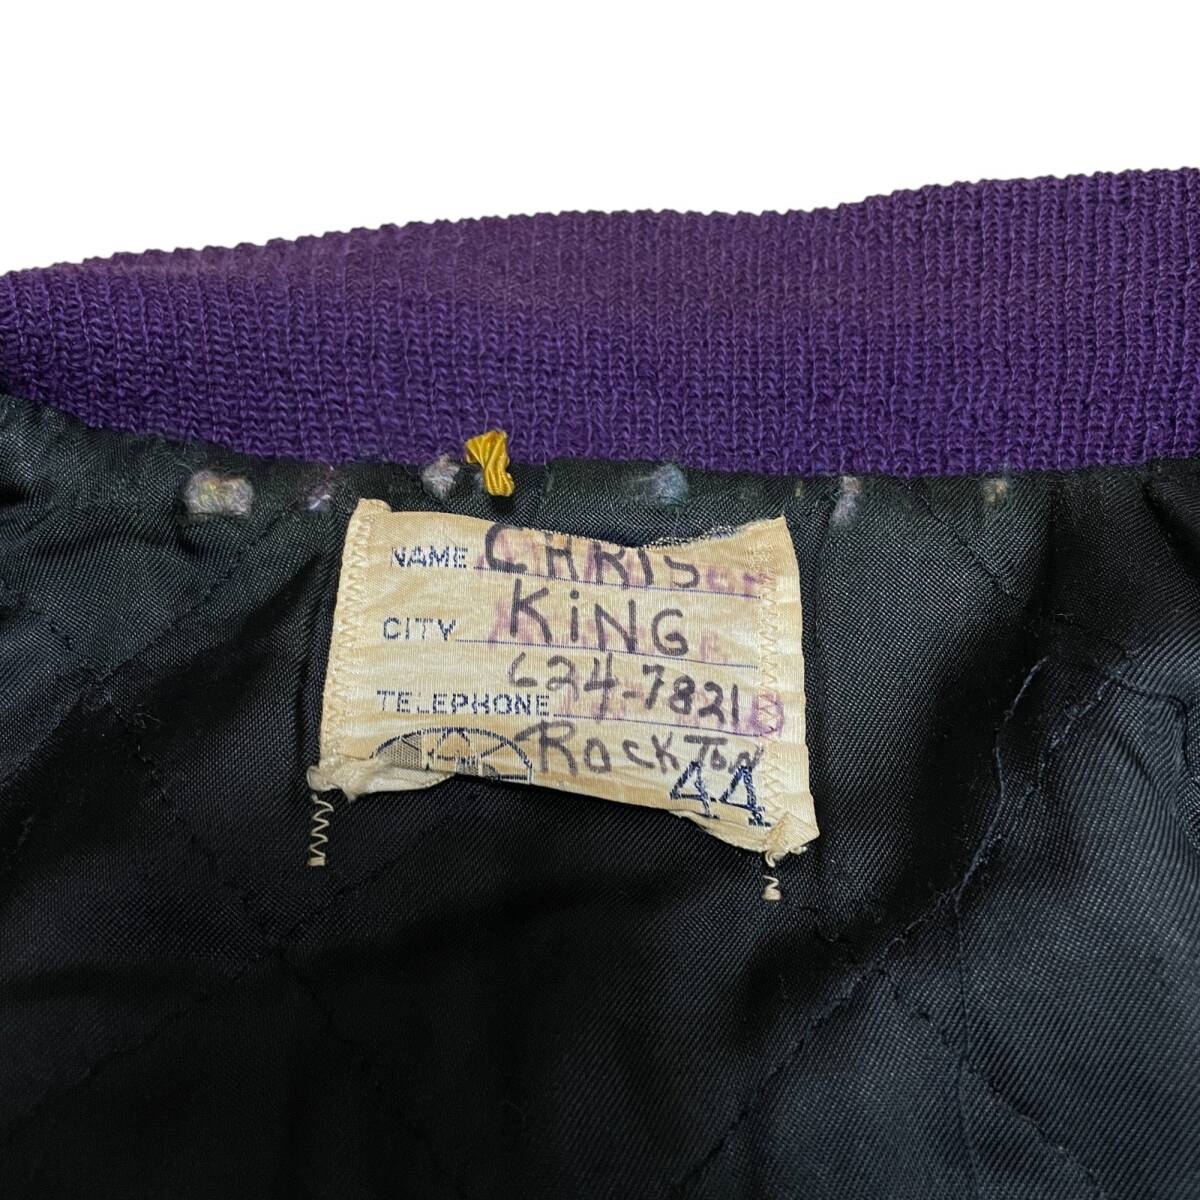 NAME CHRIS
CITY KiNG
624-7821
TELEPHONE
ROCKTON
44